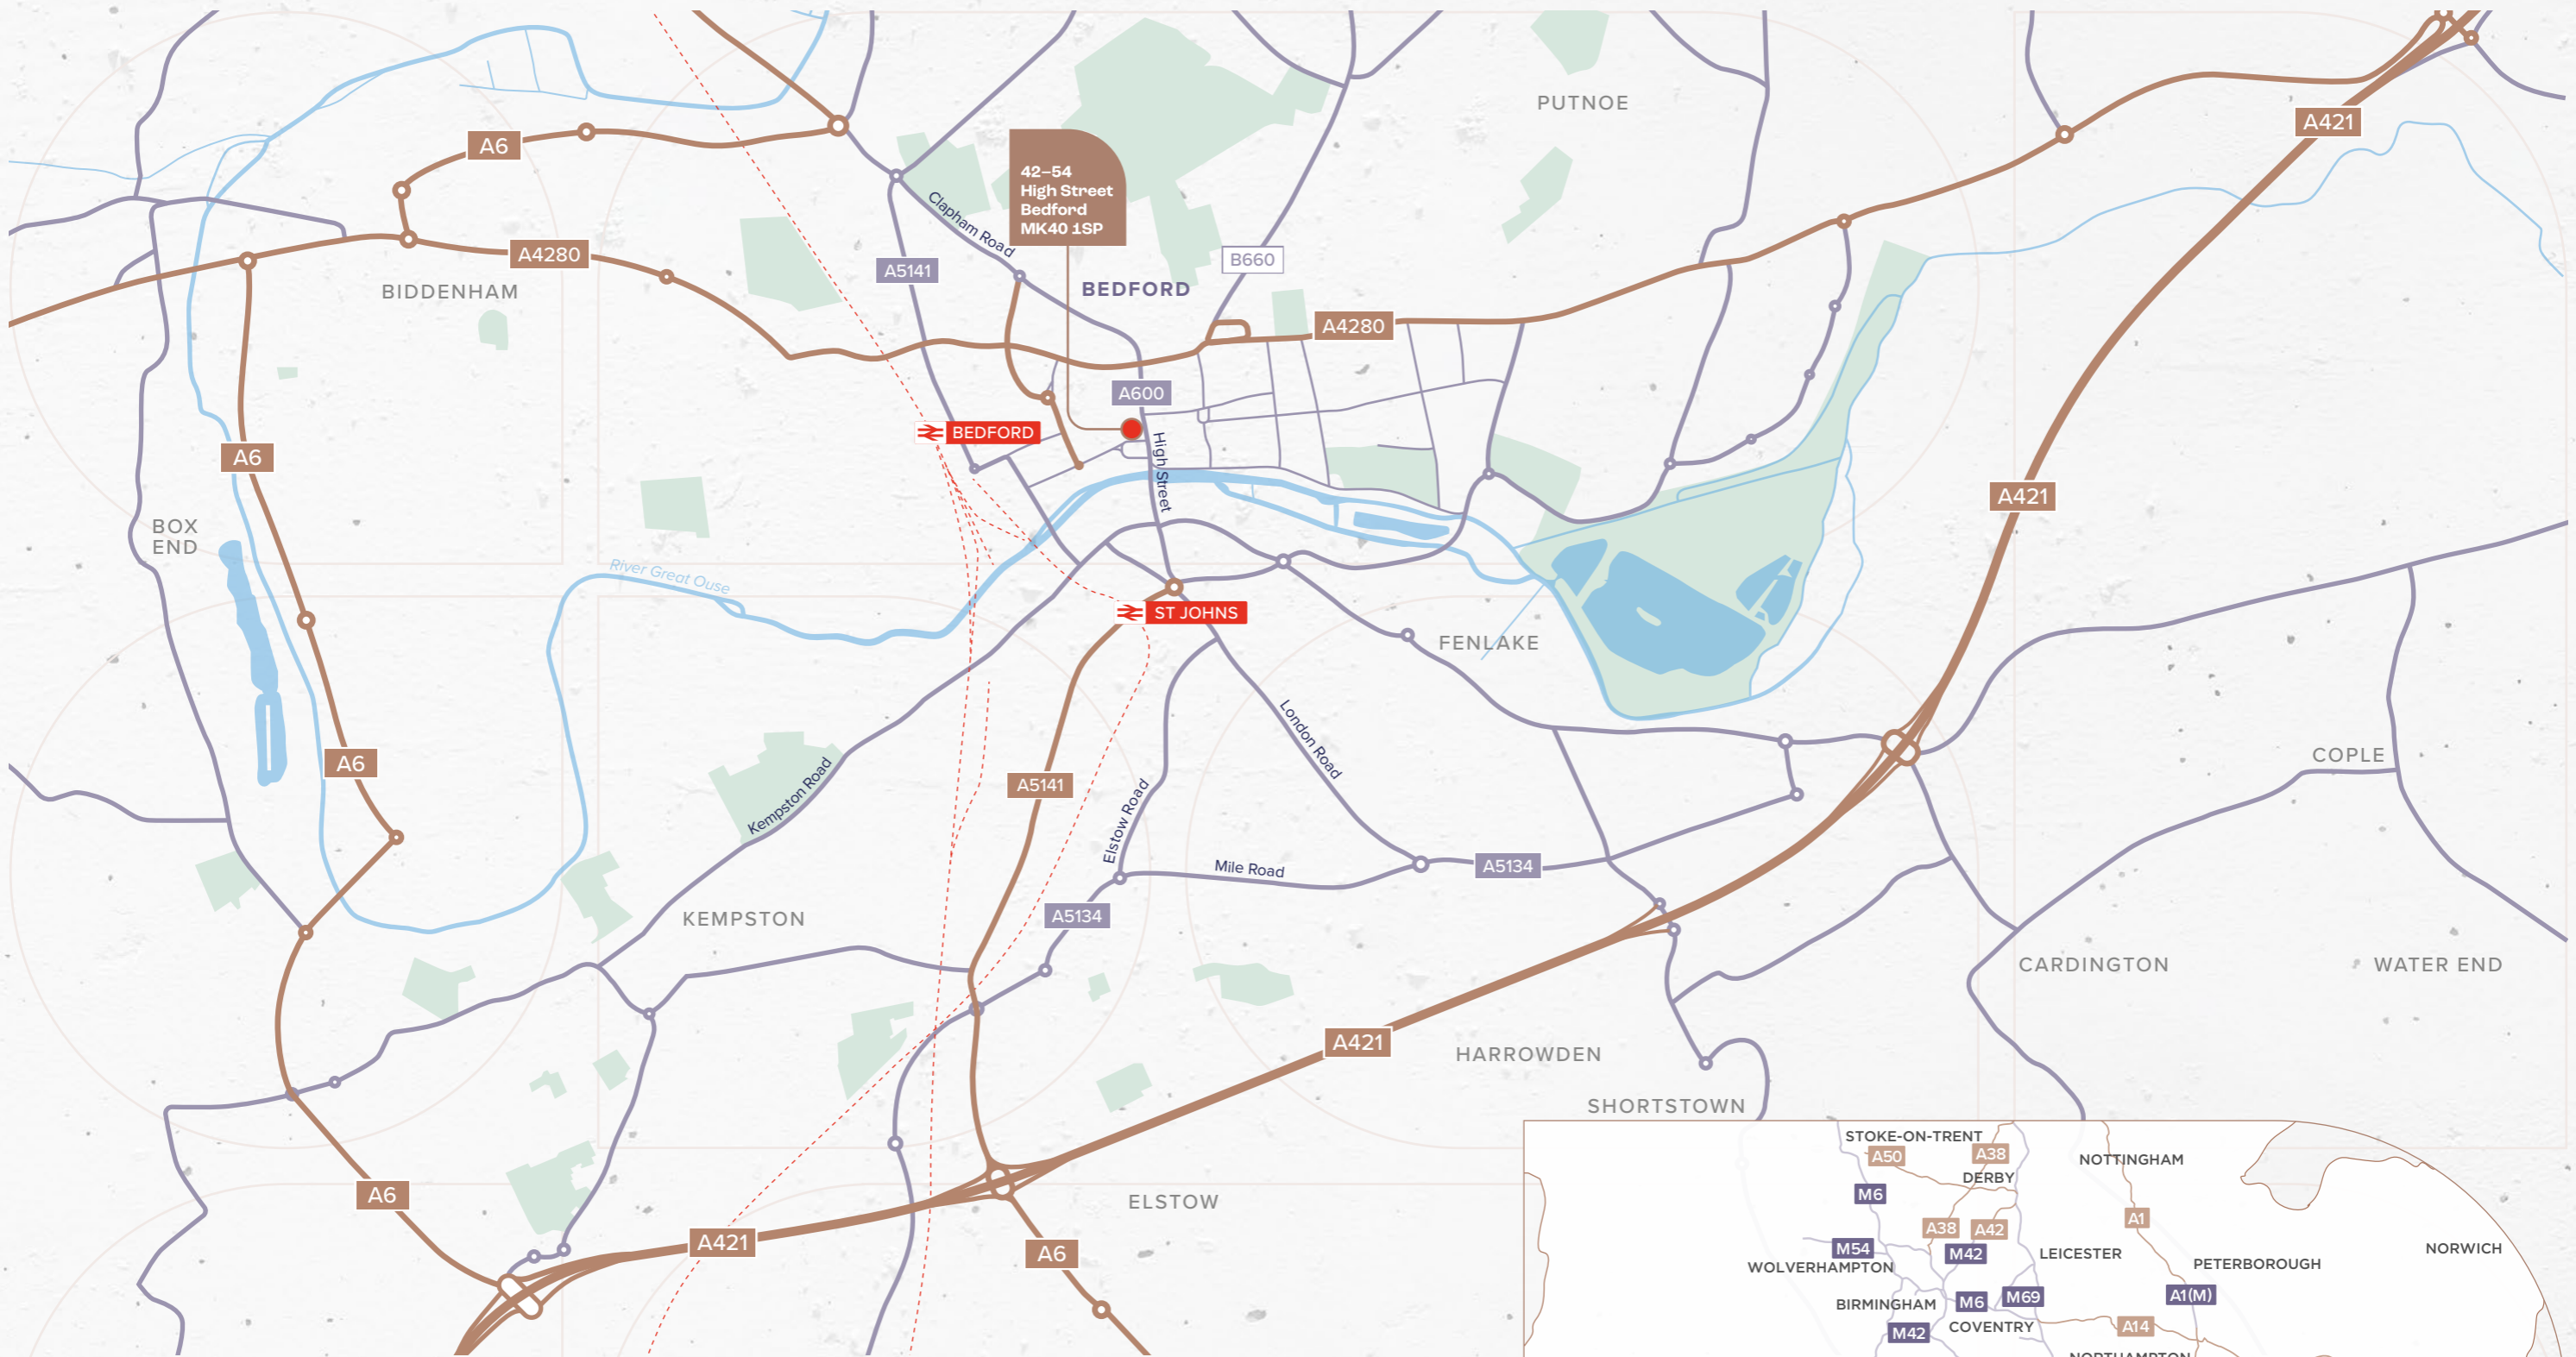 PUTNOE
A421
A6
42–54
High Street
Bedford
MK40 1SP
Clapham Road
A4280
A5141
B660
BIDDENHAM
BEDFORD
A4280
A600
BEDFORD
High Street
A6
A421
BOX
END
River Great Ouse
ST JOHNS
FENLAKE
London Road
A6
COPLE
A5141
Kempston Road
Elstow Road
Mile Road
A5134
KEMPSTON
A5134
CARDINGTON
WATER END
A421
HARROWDEN
SHORTSTOWN
A6
ELSTOW
A421
A6
STOKE-ON-TRENT
A50
A38
NOTTINGHAM
DERBY
M6
A38
A42
A1
M54
M42
LEICESTER
NORWICH
WOLVERHAMPTON
PETERBOROUGH
BIRMINGHAM
M6
M69
A1(M)
M42
COVENTRY
A14
NORTHAMPTON